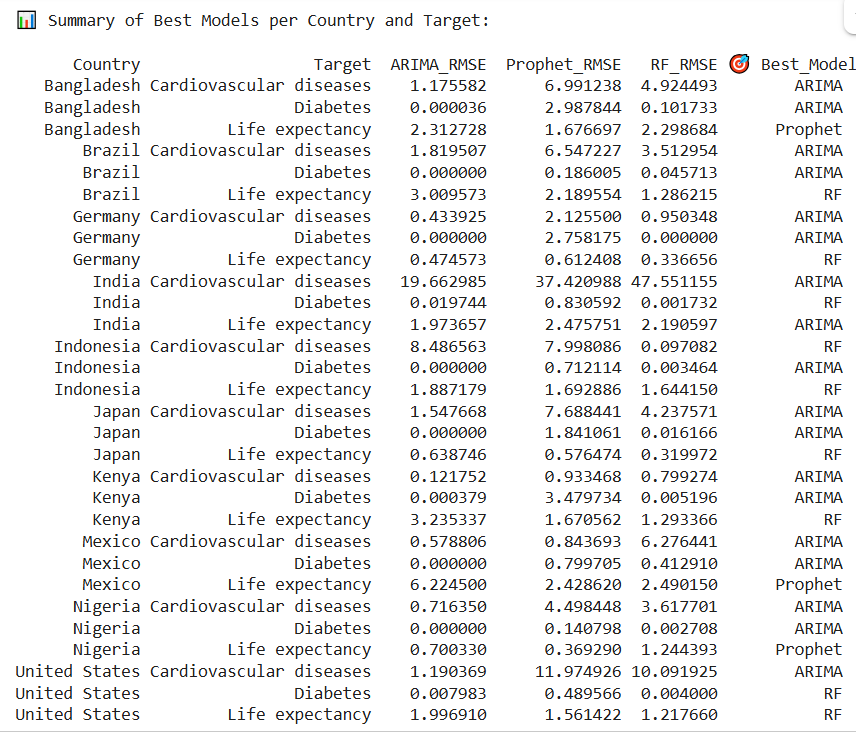 📊 Summary of Best Models per Country and Target:
Country Target ARIMA_RMSE Prophet_RMSE RF_RMSE 🎯 Best_Model
Bangladesh Cardiovascular diseases 1.175582 6.991238 4.924493 ARIMA
Bangladesh Diabetes 0.000036 2.987844 0.101733 ARIMA
Bangladesh Life expectancy 2.312728 1.676697 2.298684 Prophet
Brazil Cardiovascular diseases 1.819507 6.547227 3.512954 ARIMA
Brazil Diabetes 0.000000 0.186005 0.045713 ARIMA
Brazil Life expectancy 3.009573 2.189554 1.286215 RF
Germany Cardiovascular diseases 0.433925 2.125500 0.950348 ARIMA
Germany Diabetes 0.000000 2.758175 0.000000 ARIMA
Germany Life expectancy 0.474573 0.612408 0.336656 RF
India Cardiovascular diseases 19.662985 37.420988 47.551155 ARIMA
India Diabetes 0.019744 0.830592 0.001732 RF
India Life expectancy 1.973657 2.475751 2.190597 ARIMA
Indonesia Cardiovascular diseases 8.486563 7.998086 0.097082 RF
Indonesia Diabetes 0.000000 0.712114 0.003464 ARIMA
Indonesia Life expectancy 1.887179 1.692886 1.644150 RF
Japan Cardiovascular diseases 1.547668 7.688441 4.237571 ARIMA
Japan Diabetes 0.000000 1.841061 0.016166 ARIMA
Japan Life expectancy 0.638746 0.576474 0.319972 RF
Kenya Cardiovascular diseases 0.121752 0.933468 0.799274 ARIMA
Kenya Diabetes 0.000379 3.479734 0.005196 ARIMA
Kenya Life expectancy 3.235337 1.670562 1.293366 RF
Mexico Cardiovascular diseases 0.578806 0.843693 6.276441 ARIMA
Mexico Diabetes 0.000000 0.799705 0.412910 ARIMA
Mexico Life expectancy 6.224500 2.428620 2.490150 Prophet
Nigeria Cardiovascular diseases 0.716350 4.498448 3.617701 ARIMA
Nigeria Diabetes 0.000000 0.140798 0.002708 ARIMA
Nigeria Life expectancy 0.700330 0.369290 1.244393 Prophet
United States Cardiovascular diseases 1.190369 11.974926 10.091925 ARIMA
United States Diabetes 0.007983 0.489566 0.004000 RF
United States Life expectancy 1.996910 1.561422 1.217660 RF